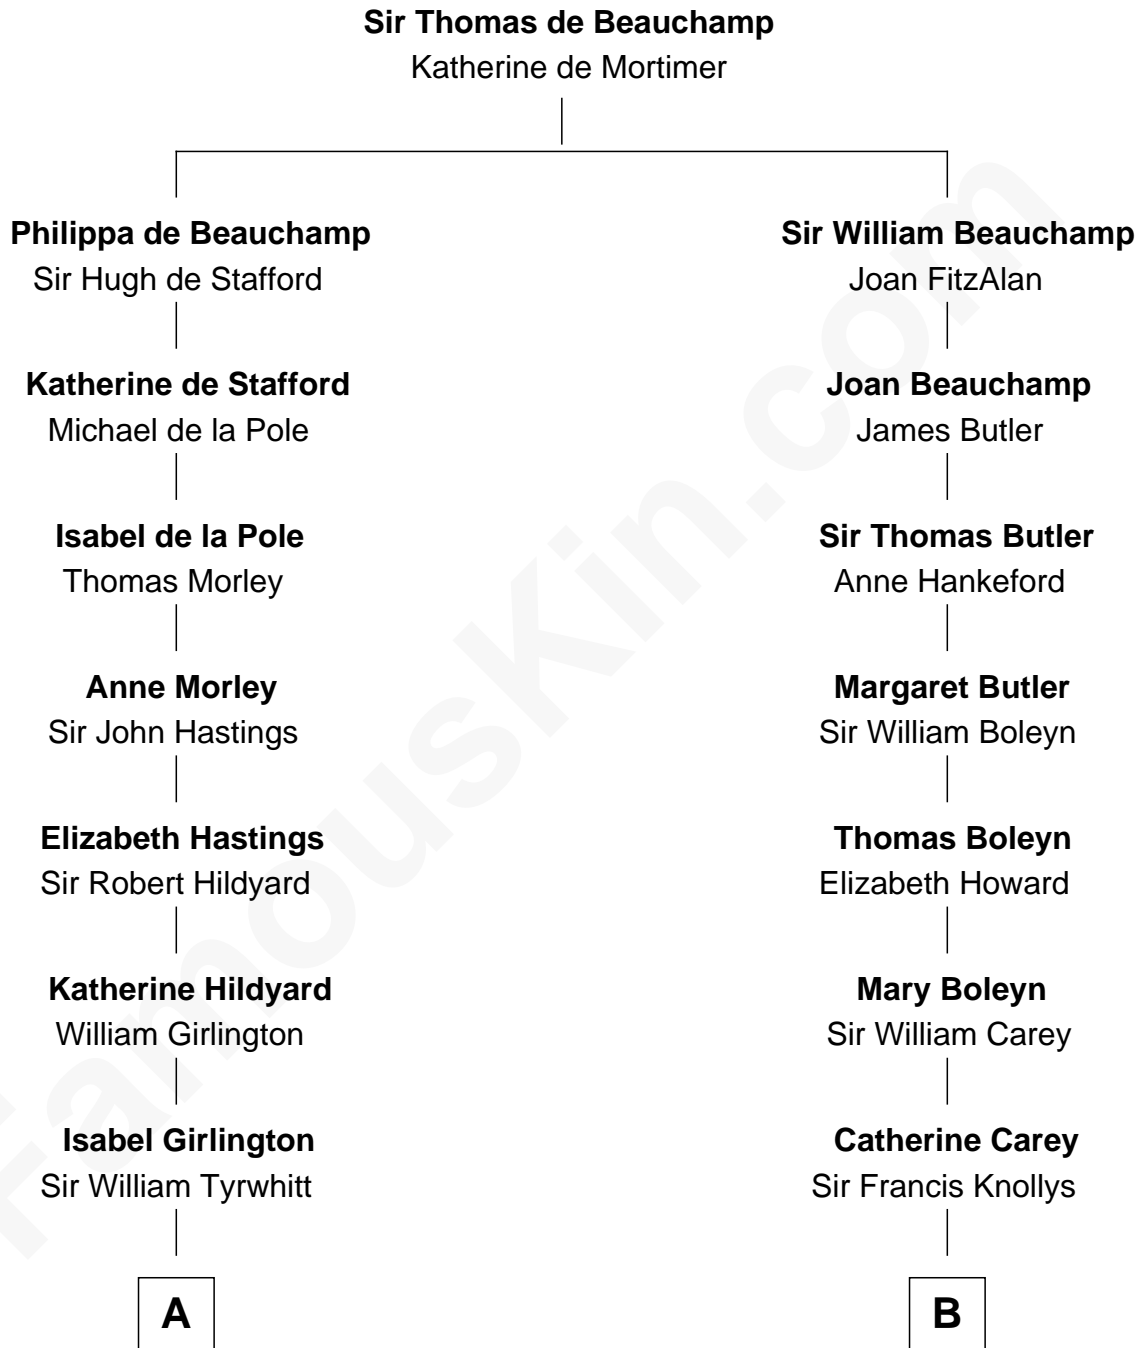 Sir Thomas de Beauchamp
Katherine de Mortimer
Philippa de Beauchamp
Sir Hugh de Stafford
Sir William Beauchamp
Joan FitzAlan
Katherine de Stafford
Michael de la Pole
Joan Beauchamp
James Butler
Isabel de la Pole
Thomas Morley
Sir Thomas Butler
Anne Hankeford
Anne Morley
Sir John Hastings
Margaret Butler
Sir William Boleyn
Elizabeth Hastings
Sir Robert Hildyard
Thomas Boleyn
Elizabeth Howard
Katherine Hildyard
William Girlington
Mary Boleyn
Sir William Carey
Isabel Girlington
Sir William Tyrwhitt
Catherine Carey
Sir Francis Knollys
A
B
FamousKin.com